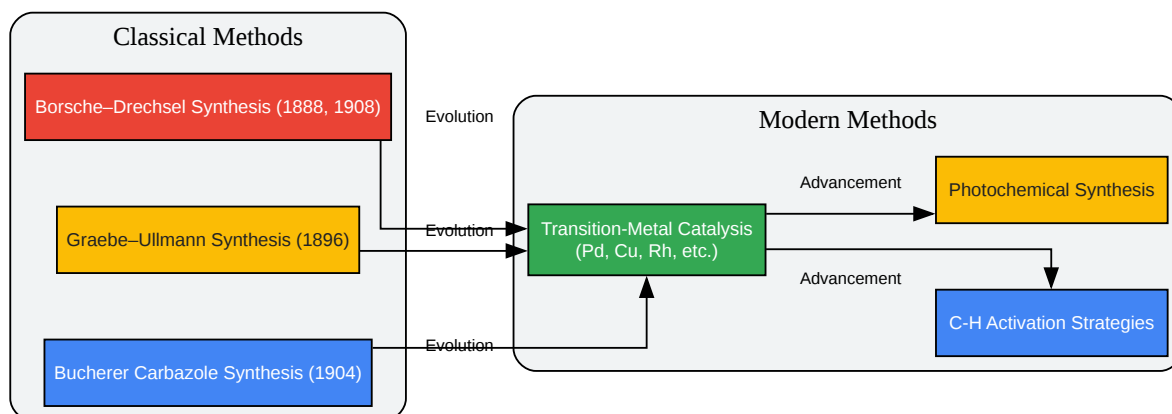 Classical Methods
Borsche–Drechsel Synthesis (1888, 1908)
Graebe–Ullmann Synthesis (1896)
Bucherer Carbazole Synthesis (1904)
Evolution
Evolution
Evolution
Modern Methods
Transition-Metal Catalysis
(Pd, Cu, Rh, etc.)
Advancement
Advancement
Photochemical Synthesis
C-H Activation Strategies